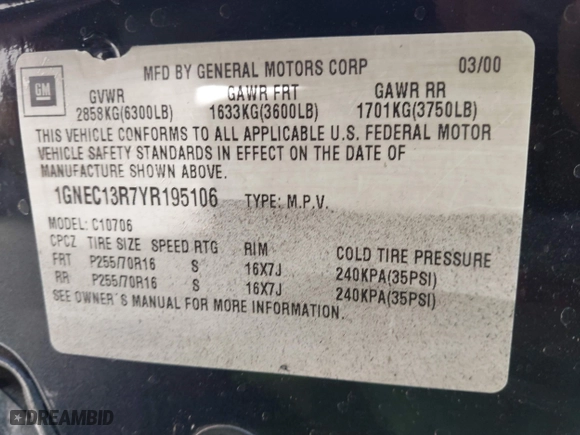 GM
MFD BY GENERAL MOTORS CORP 03/00
GVWR GAWR FRT GAWR RR
2858KG(6300LB) 1633KG(3600LB) 1701KG(3750LB)
THIS VEHICLE CONFORMS TO ALL APPLICABLE U.S. FEDERAL MOTOR
VEHICLE SAFETY STANDARDS IN EFFECT ON THE DATE OF
MANUFACTURE SHOWN ABOVE.
1GNEC13R7YR195106 TYPE: M.P.V.
MODEL: C10706
CPCZ TIRE SIZE SPEED RTG RIM COLD TIRE PRESSURE
FRT P255/70R16 S 16X7J 240KPA(35PSI)
RR P255/70R16 S 16X7J 240KPA(35PSI)
SEE OWNER'S MANUAL FOR MORE INFORMATION.
DREAMBID